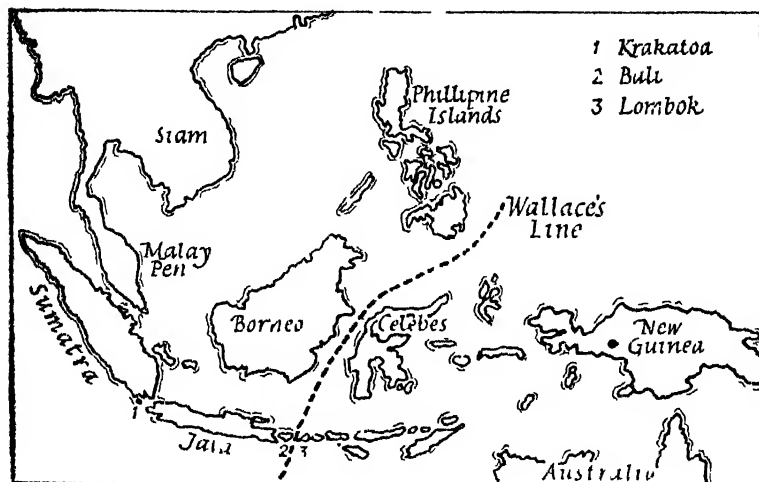 1 Krakatoa
2 Bali
3 Lombok
Phillipine
Islands
Siam
Wallace's
Line
Malay
Pen
Sumatra
Borneo
Celebes
New
Guinea
1
Java
2 3
Australia